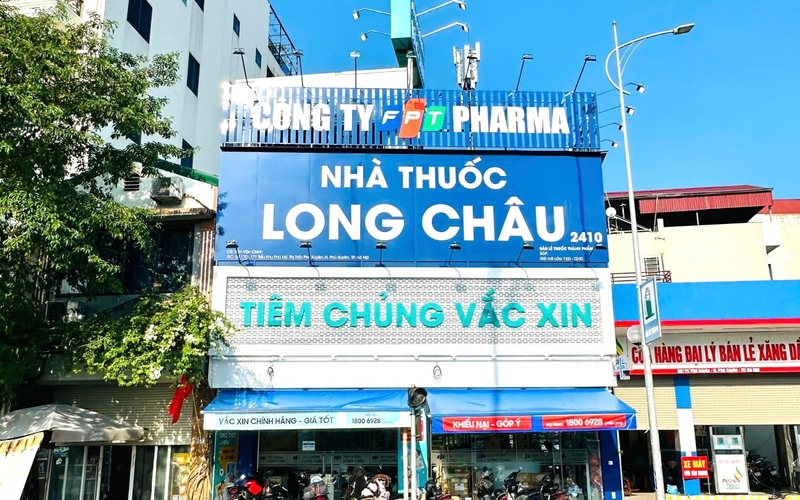 CÔNG TY FPT PHARMA
NHÀ THUỐC
LONG CHÂU 2410
TIÊM CHỦNG VẮC XIN
VẮC XIN CHÍNH HÃNG - GIÁ TỐT 1800 6928
KHIẾU NẠI - GÓP Ý 1800 6928
CỬA HÀNG ĐẠI LÝ BÁN LẺ XĂNG DẦ
XE MÁY